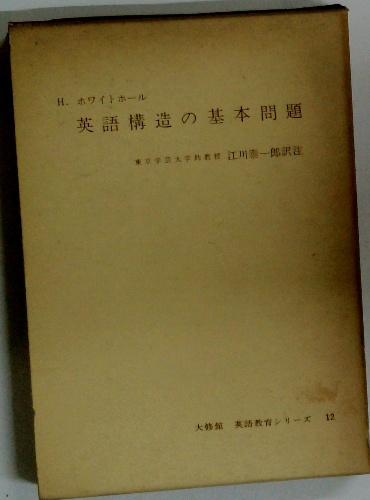 H. ホワイトホール
英語構造の基本問題
東京学芸大学助教授 江川泰一郎訳注
大修館 英語教育シリーズ 12